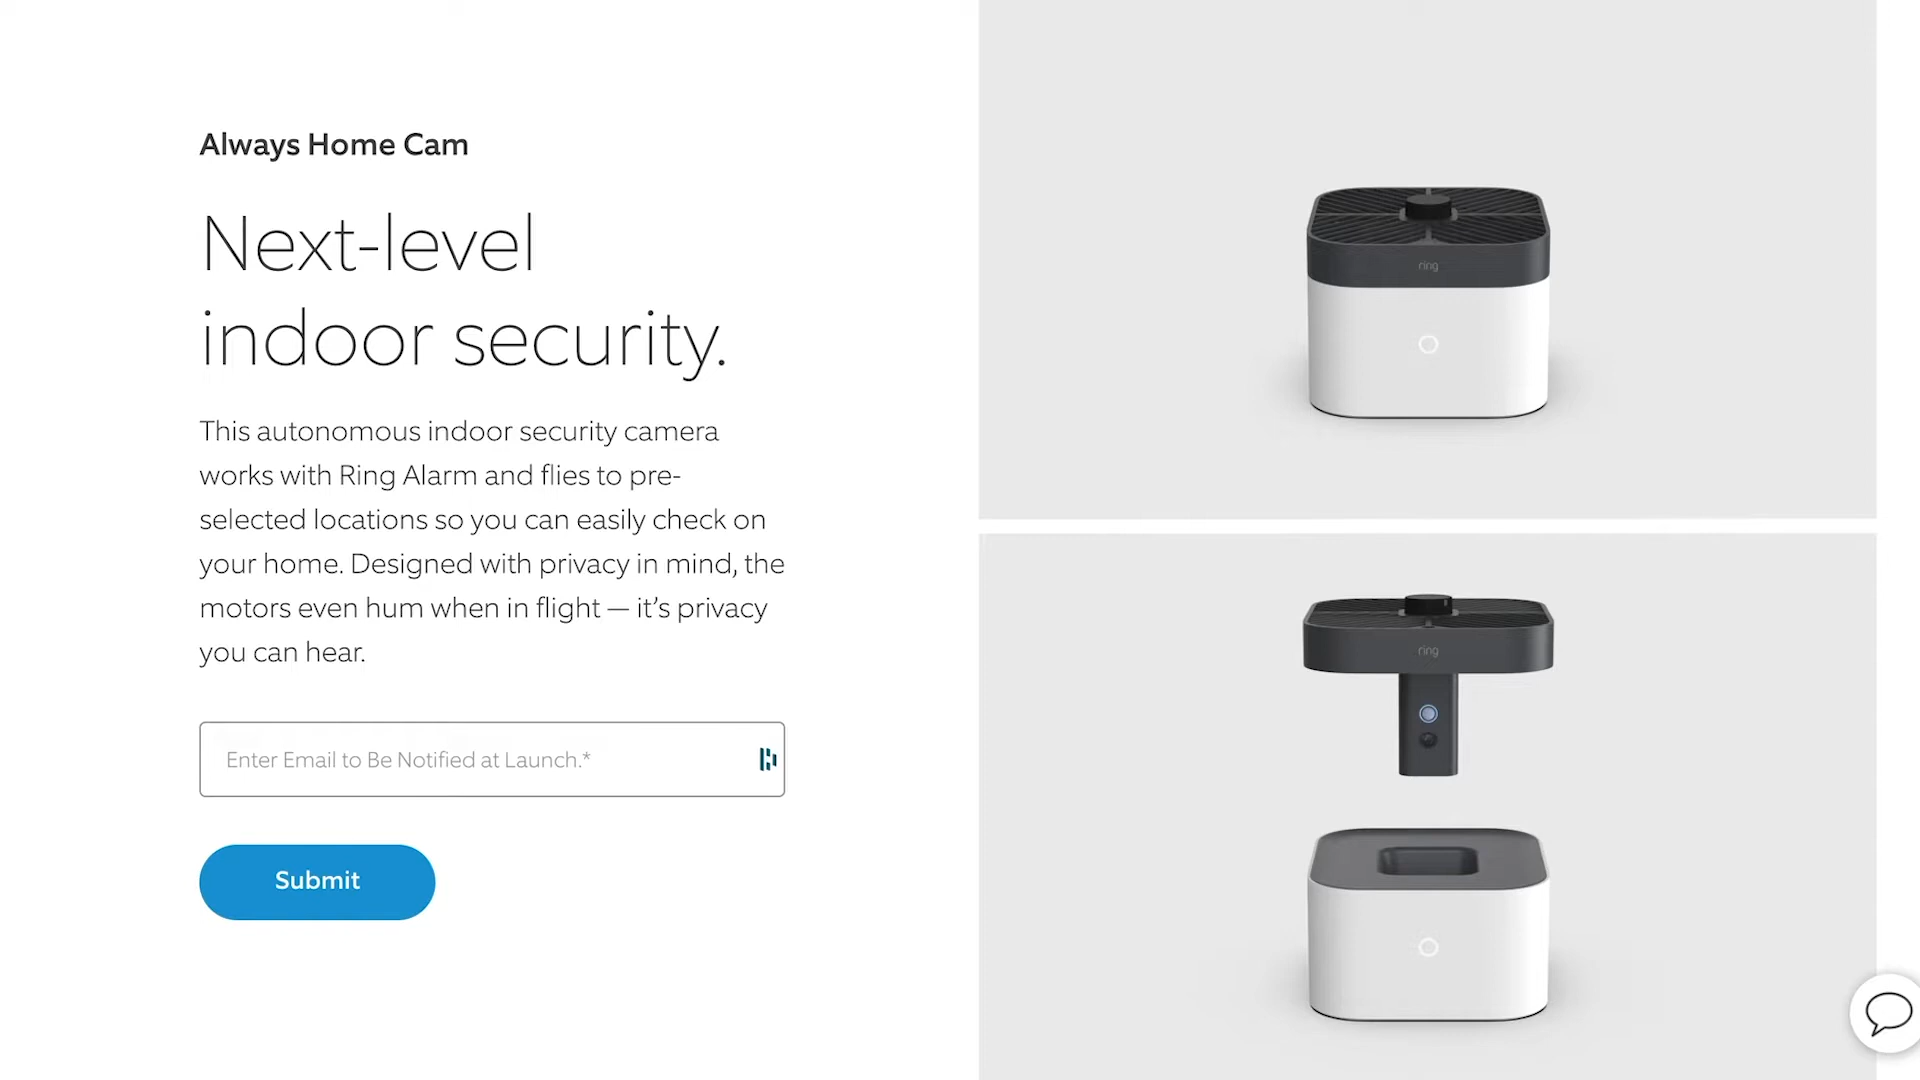 Always Home Cam
Next-level
indoor security.
This autonomous indoor security camera
works with Ring Alarm and flies to pre-
selected locations so you can easily check on
your home. Designed with privacy in mind, the
motors even hum when in flight — it’s privacy
you can hear.
Enter Email to Be Notified at Launch.*
Submit
ring
ring